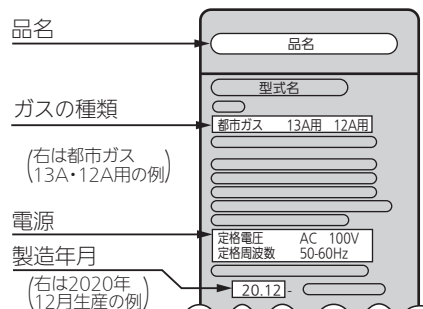 品名
品名
型式名
ガスの種類
都市ガス 13A用 12A用
(右は都市ガス
13A・12A用の例)
電源
定格電圧 AC 100V
定格周波数 50-60Hz
製造年月
(右は2020年
12月生産の例)
20.12-